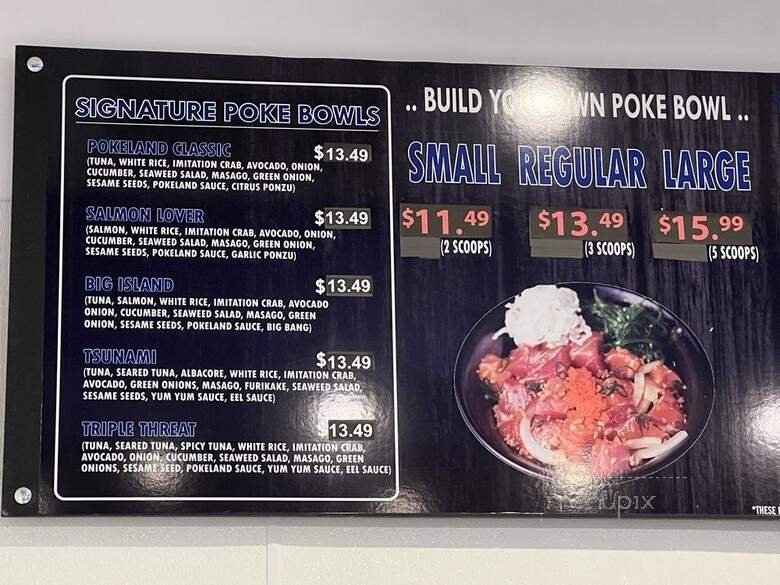 SIGNATURE POKE BOWLS
POKELAND CLASSIC $13.49
(TUNA, WHITE RICE, IMITATION CRAB, AVOCADO, ONION,
CUCUMBER, SEAWEED SALAD, MASAGO, GREEN ONION,
SESAME SEEDS, POKELAND SAUCE, CITRUS PONZU)
SALMON LOVER $13.49
(SALMON, WHITE RICE, IMITATION CRAB, AVOCADO, ONION,
CUCUMBER, SEAWEED SALAD, MASAGO, GREEN ONION,
SESAME SEEDS, POKELAND SAUCE, GARLIC PONZU)
BIG ISLAND $13.49
(TUNA, SALMON, WHITE RICE, IMITATION CRAB, AVOCADO
ONION, CUCUMBER, SEAWEED SALAD, MASAGO, GREEN
ONION, SESAME SEEDS, POKELAND SAUCE, BIG BANG)
TSUNAMI $13.49
(TUNA, SEARED TUNA, ALBACORE, WHITE RICE, IMITATION CRAB,
AVOCADO, GREEN ONIONS, MASAGO, FURIKAKE, SEAWEED SALAD,
SESAME SEEDS, YUM YUM SAUCE, EEL SAUCE)
TRIPLE THREAT $13.49
(TUNA, SEARED TUNA, SPICY TUNA, WHITE RICE, IMITATION CRAB,
AVOCADO, ONION, CUCUMBER, SEAWEED SALAD, MASAGO, GREEN
ONIONS, SESAME SEED, POKELAND SAUCE, YUM YUM SAUCE, EEL SAUCE)
.. BUILD YOUR OWN POKE BOWL ..
SMALL REGULAR LARGE
$11.49 $13.49 $15.99
(2 SCOOPS) (3 SCOOPS) (5 SCOOPS)
menupix
*THESE